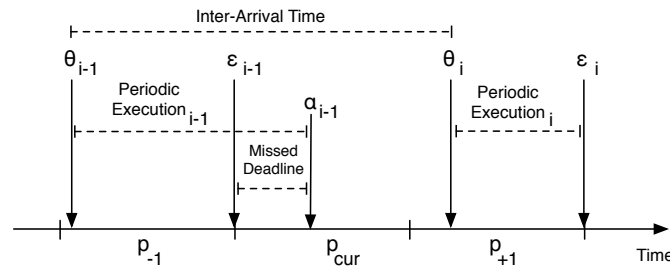 Inter-Arrival Time
θi-1 εi-1 θi εi
αi-1
Periodic
Executioni-1
Periodic
Executioni
Missed
Deadline
p-1 pcur p+1 Time